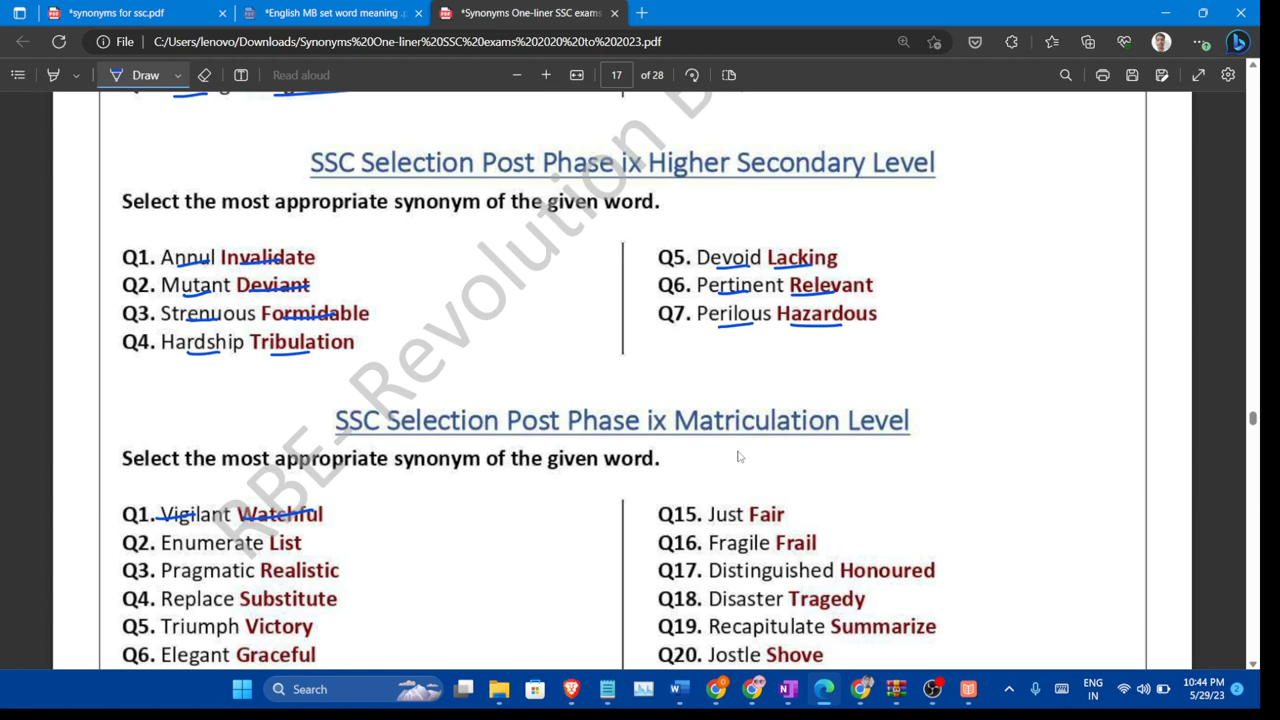 *synonyms for ssc.pdf
*English MB set word meaning .p
*Synonyms One-liner SSC exams
File
C:/Users/lenovo/Downloads/Synonyms%20One-liner%20SSC%20exams%202020%20to%202023.pdf
Draw
Read aloud
17 of 28
SSC Selection Post Phase ix Higher Secondary Level
Select the most appropriate synonym of the given word.
Q1. Annul Invalidate
Q2. Mutant Deviant
Q3. Strenuous Formidable
Q4. Hardship Tribulation
Q5. Devoid Lacking
Q6. Pertinent Relevant
Q7. Perilous Hazardous
SSC Selection Post Phase ix Matriculation Level
Select the most appropriate synonym of the given word.
Q1. Vigilant Watchful
Q2. Enumerate List
Q3. Pragmatic Realistic
Q4. Replace Substitute
Q5. Triumph Victory
Q6. Elegant Graceful
Q15. Just Fair
Q16. Fragile Frail
Q17. Distinguished Honoured
Q18. Disaster Tragedy
Q19. Recapitulate Summarize
Q20. Jostle Shove
RBE- Revolution B
Search
ENG
IN
10:44 PM
5/29/23
2